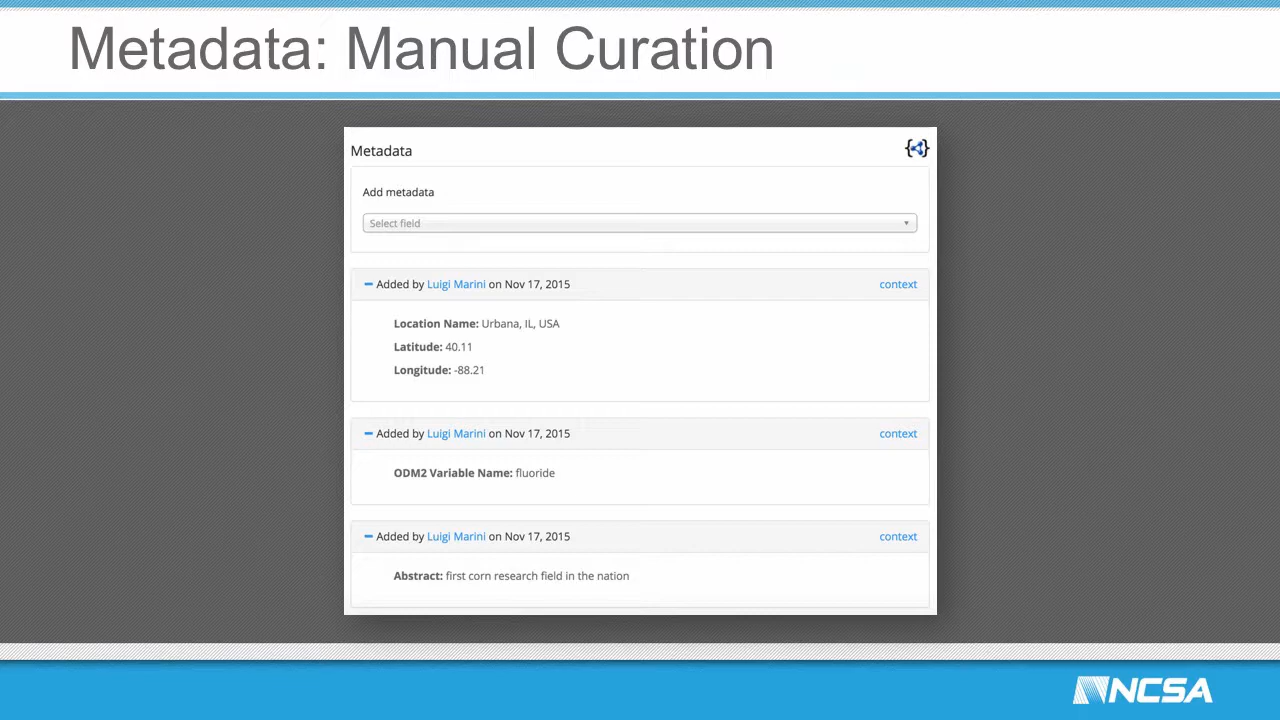 Metadata: Manual Curation
Metadata
Add metadata
Select field
Added by Luigi Marini on Nov 17, 2015 context
Location Name: Urbana, IL, USA
Latitude: 40.11
Longitude: -88.21
Added by Luigi Marini on Nov 17, 2015 context
ODM2 Variable Name: fluoride
Added by Luigi Marini on Nov 17, 2015 context
Abstract: first corn research field in the nation
NCSA